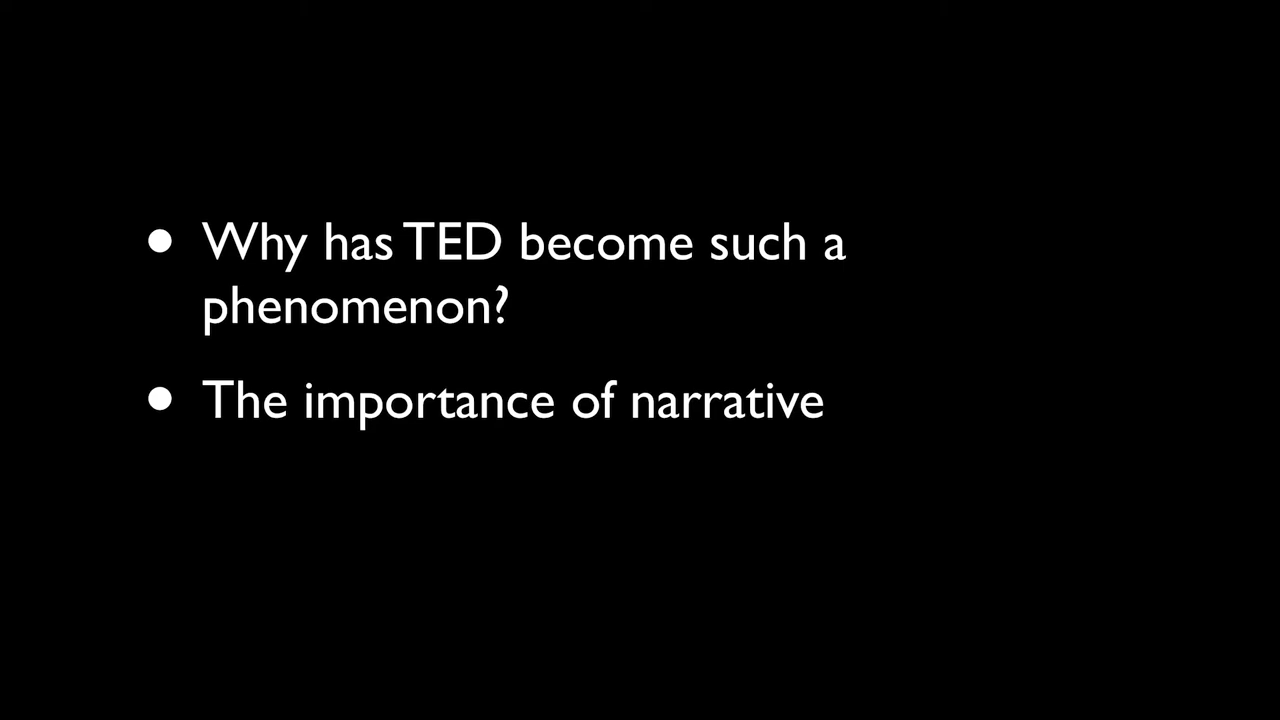 • Why has TED become such a
phenomenon?
• The importance of narrative